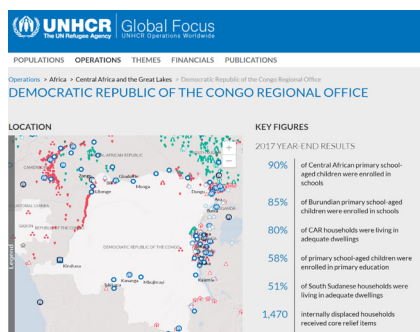 UNHCR
The UN Refugee Agency
Global Focus
UNHCR Operations Worldwide
POPULATIONS OPERATIONS THEMES FINANCIALS PUBLICATIONS
Operations > Africa > Central Africa and the Great Lakes > Democratic Republic of the Congo Regional Office
DEMOCRATIC REPUBLIC OF THE CONGO REGIONAL OFFICE
LOCATION
+
−
DEMOCRATIC REPUBLIC OF THE CONGO
Kinshasa
Kananga
Mbujimayi
Legend
KEY FIGURES
2017 YEAR-END RESULTS
90% of Central African primary school-
aged children were enrolled in
schools
85% of Burundian primary school-aged
children were enrolled in schools
80% of CAR households were living in
adequate dwellings
58% of primary school-aged children were
enrolled in primary education
51% of South Sudanese households were
living in adequate dwellings
1,470 internally displaced households
received core relief items